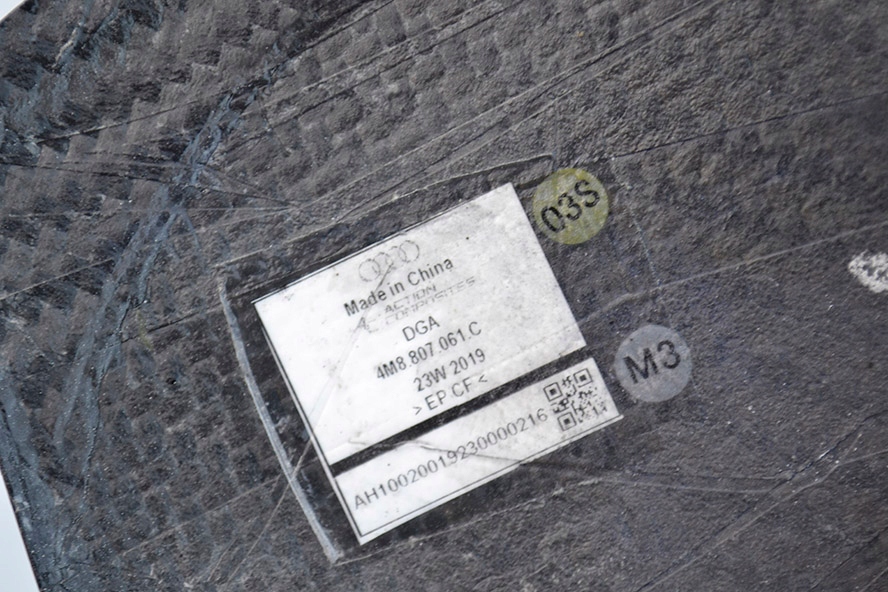 03S
Made in China
ACTION
COMPOSITES
DGA
4M8.807.061.C
23W 2019
>EP.CF<
M3
AH10020019230000216